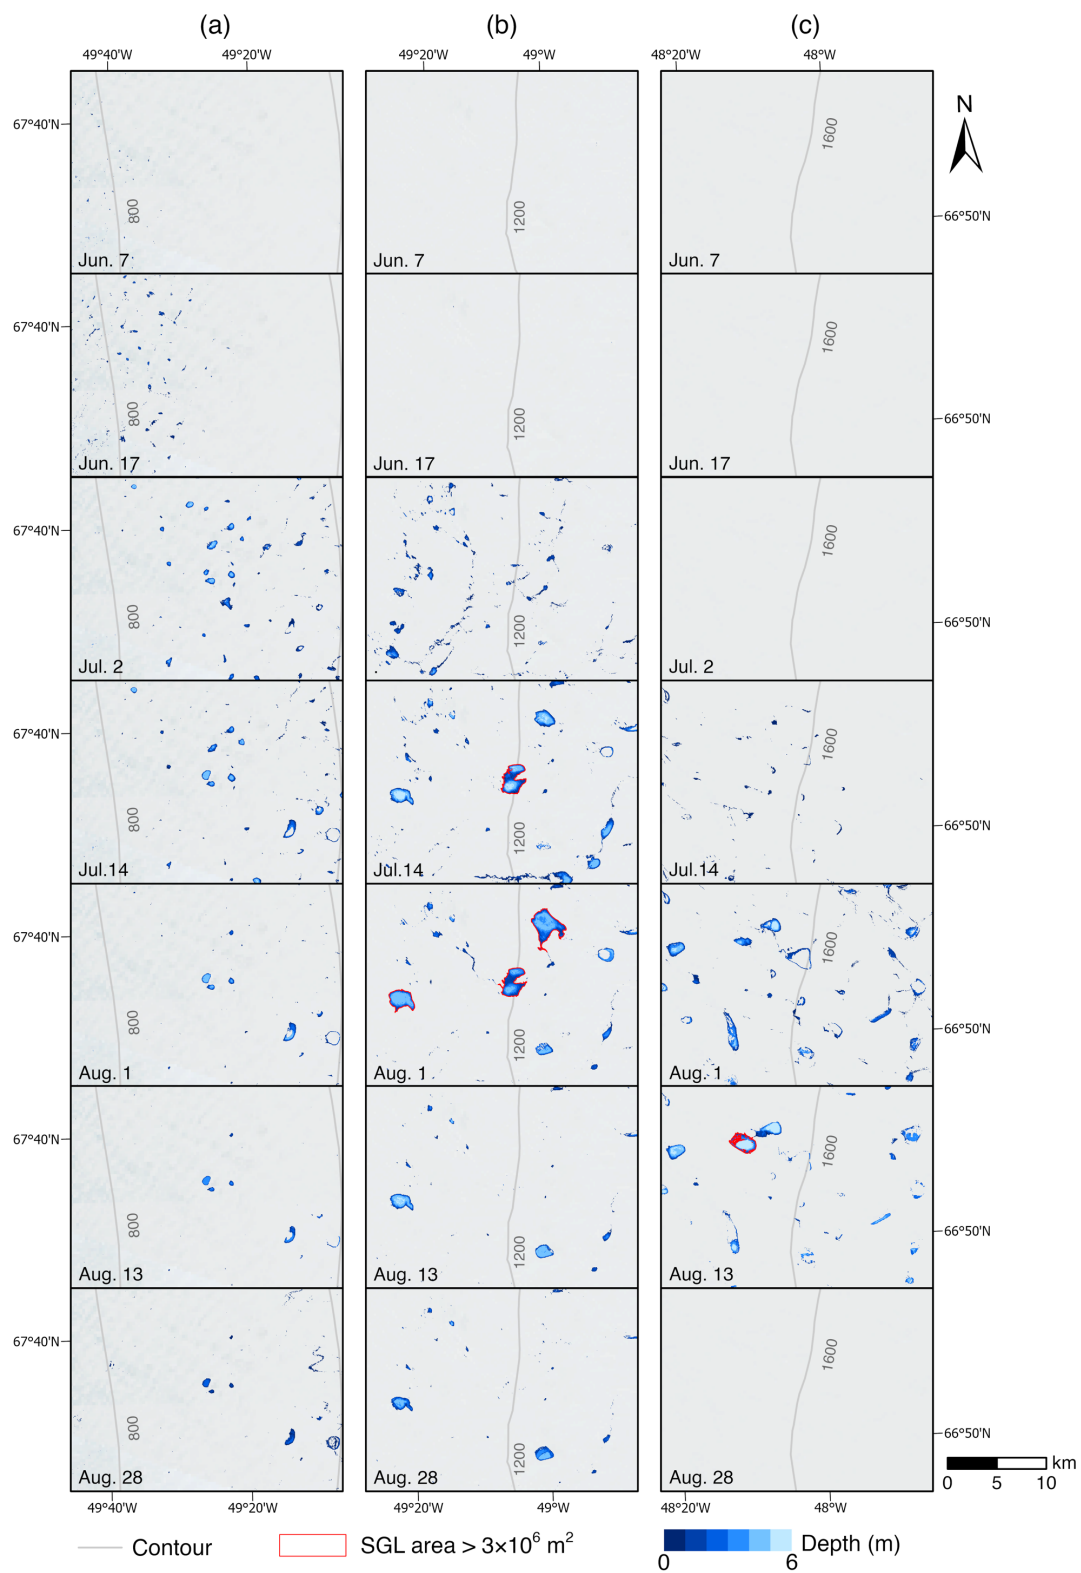 (a) (b) (c)
49°40'W 49°20'W 49°20'W 49°W 48°20'W 48°W
N
67°40'N
1600
800 1200 66°50'N
Jun. 7 Jun. 7 Jun. 7
67°40'N
1600
800 1200 66°50'N
Jun. 17 Jun. 17 Jun. 17
67°40'N
1600
800 1200 66°50'N
Jul. 2 Jul. 2 Jul. 2
67°40'N
1600
800 1200 66°50'N
Jul.14 Jul.14 Jul.14
67°40'N
1600
800 1200 66°50'N
Aug. 1 Aug. 1 Aug. 1
67°40'N
1600
800 1200 66°50'N
Aug. 13 Aug. 13 Aug. 13
67°40'N
1600
800 1200 66°50'N
Aug. 28 Aug. 28 Aug. 28
km
0 5 10
49°40'W 49°20'W 49°20'W 49°W 48°20'W 48°W
Contour SGL area > 3×10⁶ m² Depth (m)
0 6